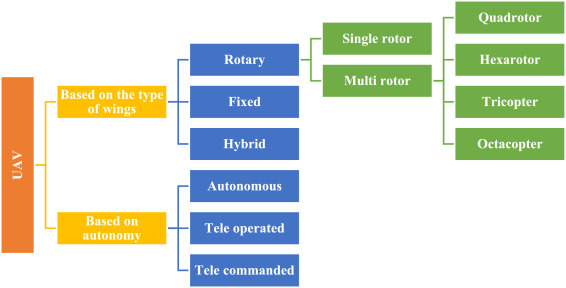 UAV
Based on the type
of wings
Rotary
Fixed
Hybrid
Single rotor
Multi rotor
Quadrotor
Hexarotor
Tricopter
Octacopter
Based on
autonomy
Autonomous
Tele operated
Tele commanded